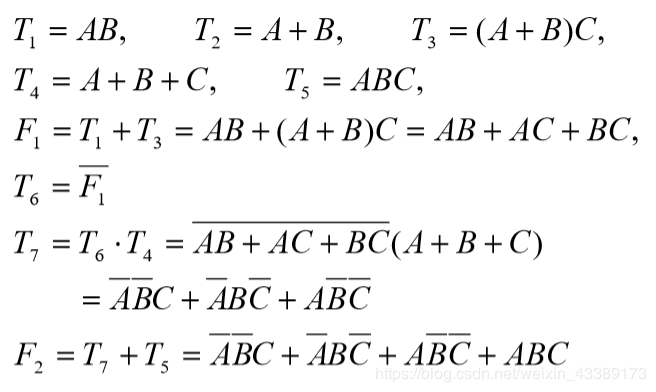 T₁ = AB, T₂ = A + B, T₃ = (A + B)C,
T₄ = A + B + C, T₅ = ABC,
F₁ = T₁ + T₃ = AB + (A + B)C = AB + AC + BC,
T₆ = F̅₁
T₇ = T₆ · T₄ = \overline{AB + AC + BC}(A + B + C)
= A̅B̅C + A̅BC̅ + AB̅C̅
F₂ = T₇ + T₅ = A̅B̅C + A̅BC̅ + AB̅C̅ + ABC
https://blog.csdn.net/weixin_43389173